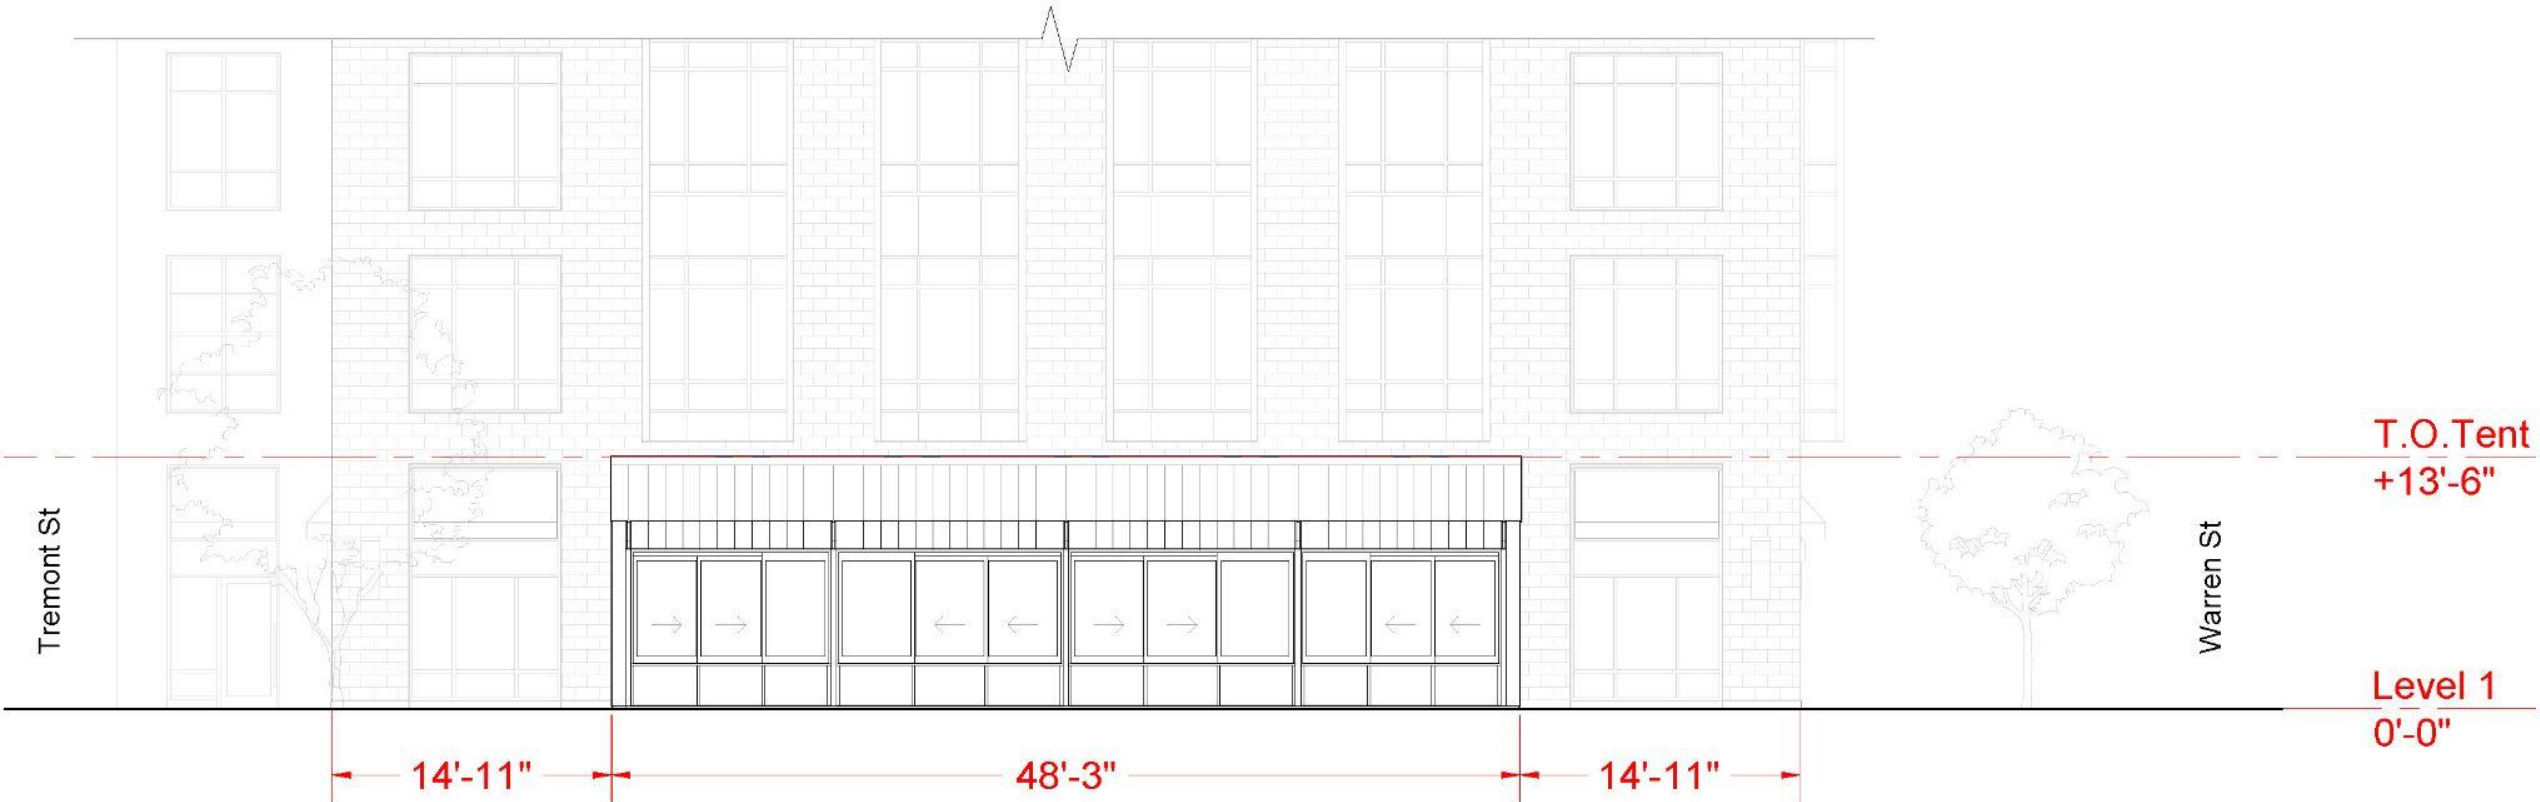 T.O.Tent
+13'-6"
Tremont St
Warren St
Level 1
0'-0"
14'-11"
48'-3"
14'-11"